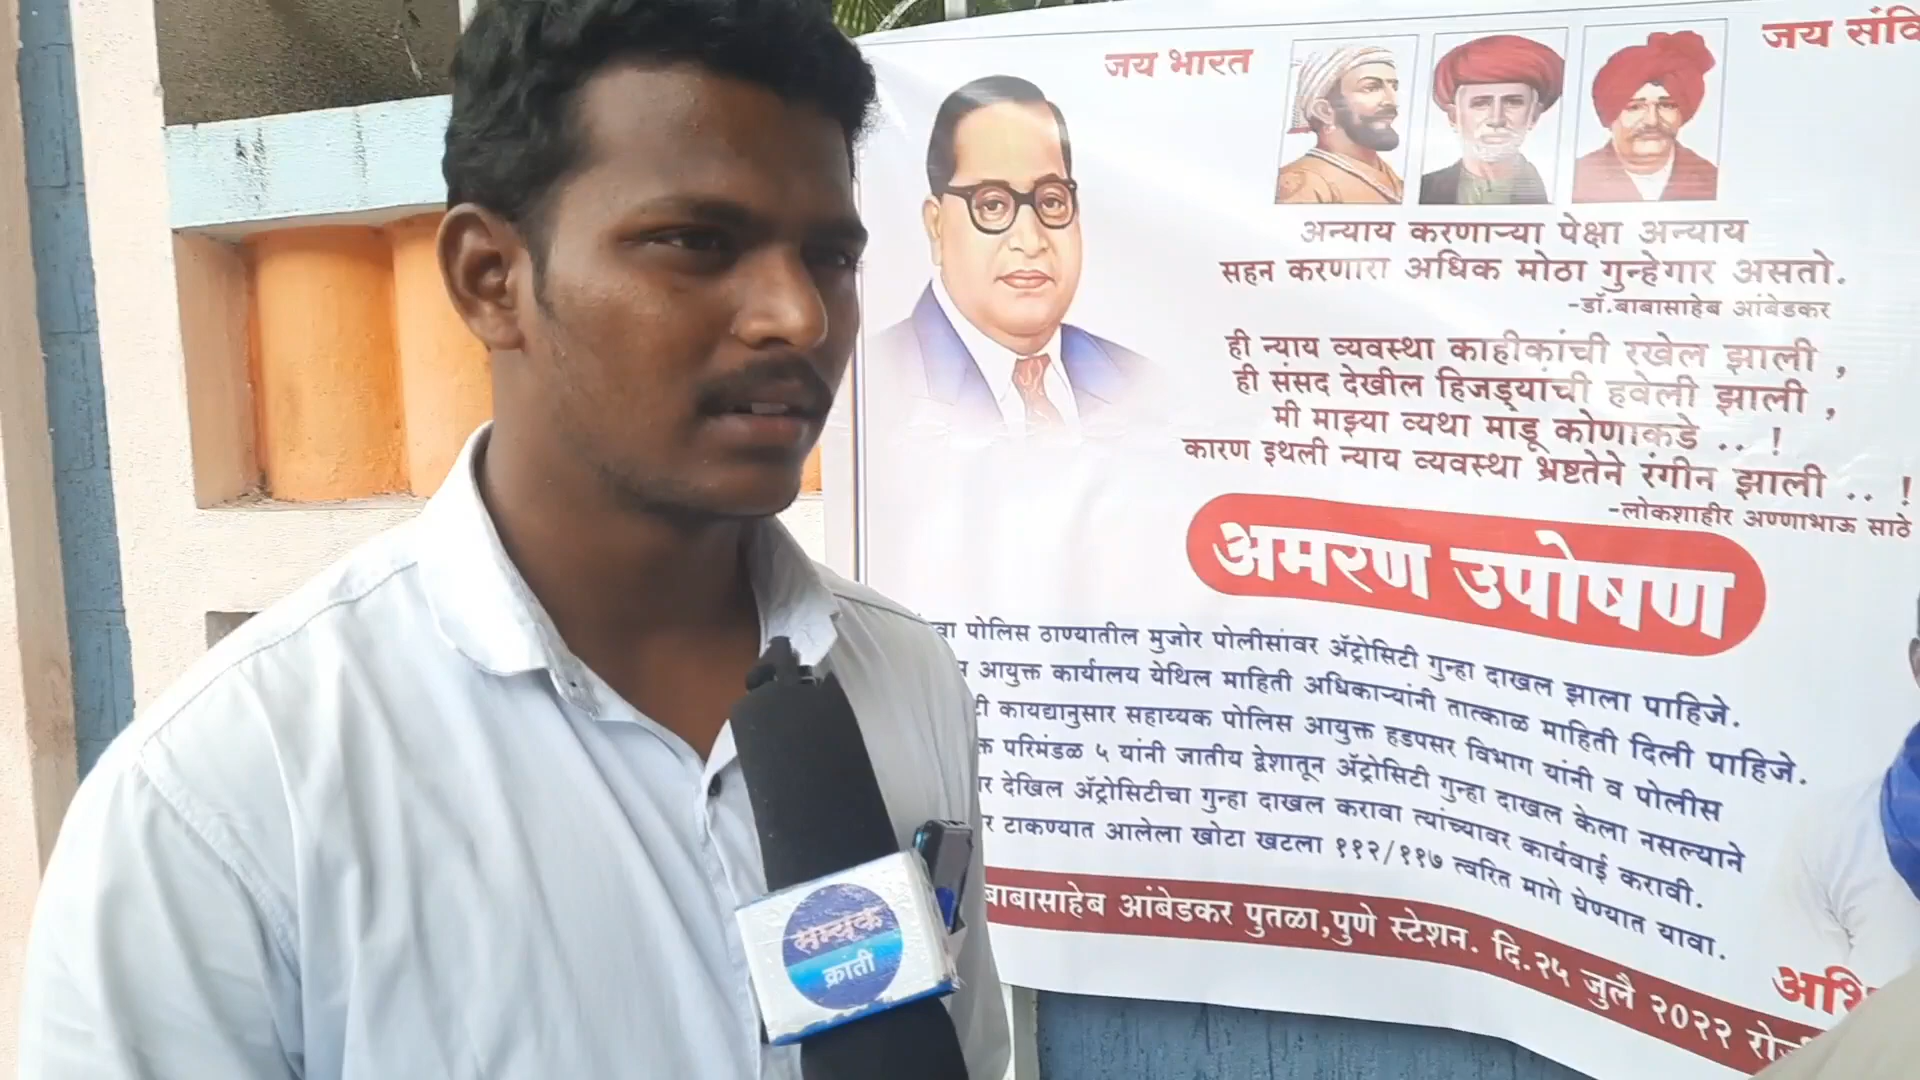 जय भारत
जय
अन्याय करणाऱ्या पेक्षा अन्याय
सहन करणारा अधिक मोठा गुन्हेगार असतो.
-डॉ.बाबासाहेब आंबेडकर
ही न्याय व्यवस्था काहीकांची रखेल झाली ,
ही संसद देखील हिजड्यांची हवेली झाली ,
मी माझ्या व्यथा माडू कोणाकडे . . !
कारण इथली न्याय व्यवस्था भ्रष्टतेने रंगीन झाली . . !
-लोकशाहीर अण्णाभाऊ साठे
अमरण उपोषण
पोलिस ठाण्यातील मुजोर पोलीसांवर ॲट्रोसिटी गुन्हा दाखल झाला पाहिजे.
आयुक्त कार्यालय येथिल माहिती अधिकाऱ्यांनी तात्काळ माहिती दिली पाहिजे.
कायद्यानुसार सहाय्यक पोलिस आयुक्त हडपसर विभाग यांनी व पोलीस
परिमंडळ ५ यांनी जातीय द्वेशातून ॲट्रोसिटी गुन्हा दाखल केला नसल्याने
देखिल ॲट्रोसिटीचा गुन्हा दाखल करावा त्यांच्यावर कार्यवाई करावी.
टाकण्यात आलेला खोटा खटला ११२/११७ त्वरित मागे घेण्यात यावा.
बाबासाहेब आंबेडकर पुतळा,पुणे स्टेशन. दि.२५ जुलै २०२२
सम्यक
क्रांती